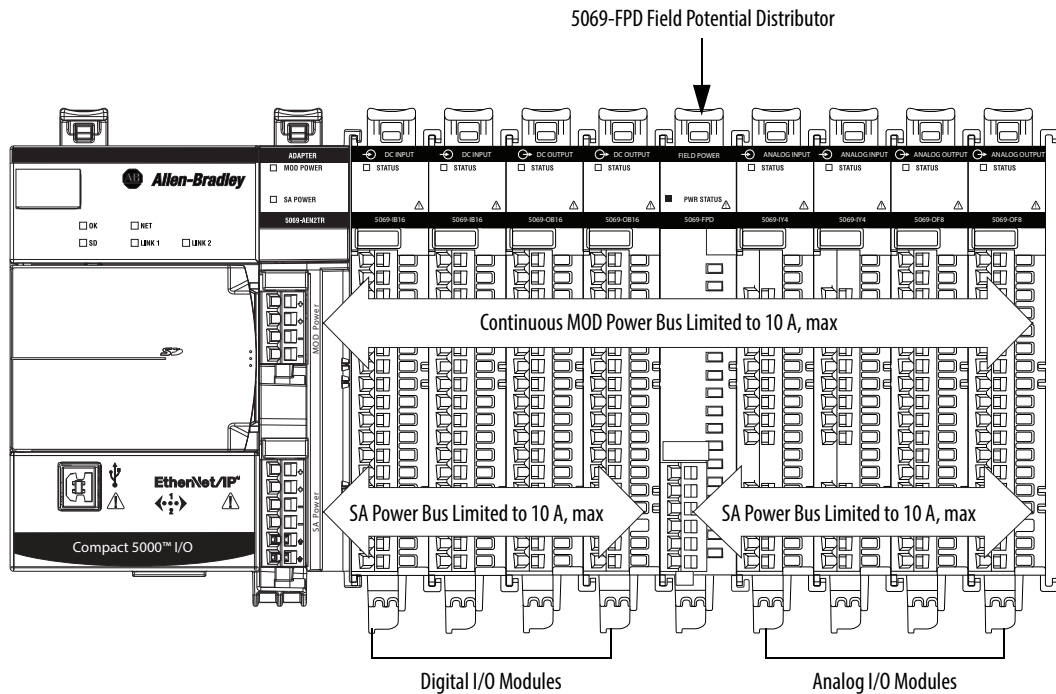 5069-FPD Field Potential Distributor
ADAPTER
MOD POWER
SA POWER
5069-AEN2TR
DC INPUT
STATUS
5069-IB16
DC INPUT
STATUS
5069-IB16
DC OUTPUT
STATUS
5069-OB16
DC OUTPUT
STATUS
5069-OB16
FIELD POWER
PWR STATUS
5069-FPD
ANALOG INPUT
STATUS
5069-IY4
ANALOG INPUT
STATUS
5069-IY4
ANALOG OUTPUT
STATUS
5069-OF8
ANALOG OUTPUT
STATUS
5069-OF8
AB Allen-Bradley
OK
NET
SD
LINK 1
LINK 2
MOD Power
Continuous MOD Power Bus Limited to 10 A, max
EtherNet/IP™
1
2
SA Power
SA Power Bus Limited to 10 A, max
SA Power Bus Limited to 10 A, max
Compact 5000™ I/O
Digital I/O Modules
Analog I/O Modules